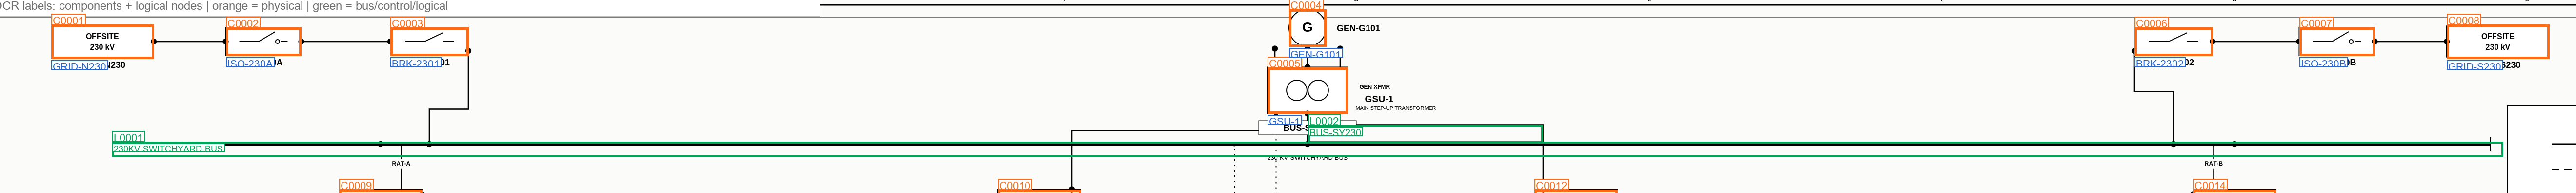 OCR labels: components + logical nodes | orange = physical | green = bus/control/logical
C0001
OFFSITE
230 kV
GRID-N230
C0002
ISO-230A
C0003
BRK-2301
C0004
G
GEN-G101
GEN-G101
C0005
GEN XFMR
GSU-1
MAIN STEP-UP TRANSFORMER
GSU-1
L0002
BUS-SY230
C0006
BRK-2302
C0007
ISO-230B
C0008
OFFSITE
230 kV
GRID-S230
L0001
230KV-SWITCHYARD-BUS
230 KV SWITCHYARD BUS
RAT-A
RAT-B
C0009
C0010
C0012
C0014